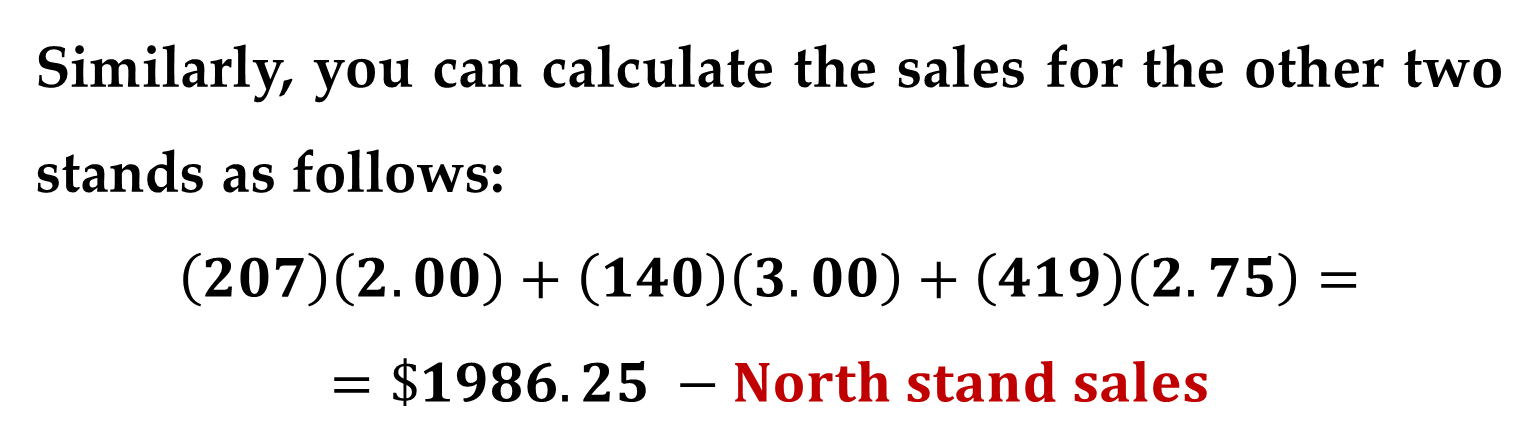 Similarly, you can calculate the sales for the other two
stands as follows:
(207)(2.00) + (140)(3.00) + (419)(2.75) =
= $1986.25 – North stand sales